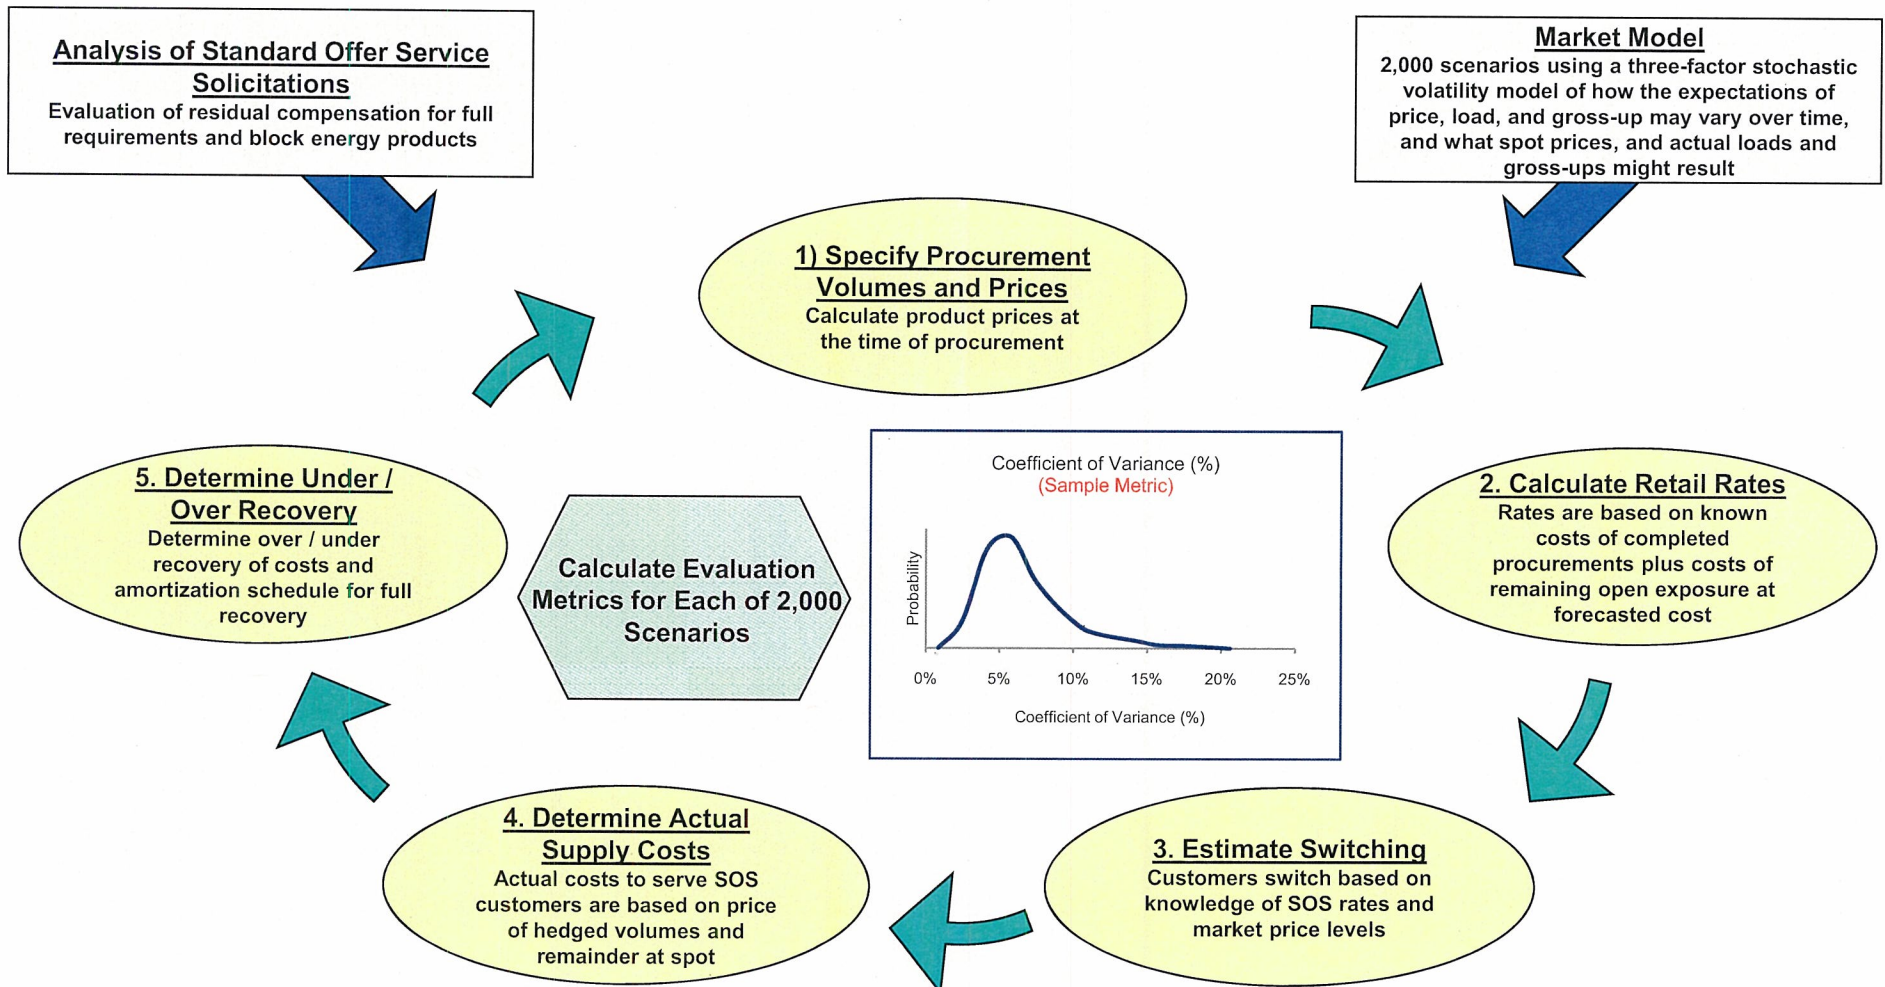 Analysis of Standard Offer Service
Solicitations
Evaluation of residual compensation for full
requirements and block energy products
Market Model
2,000 scenarios using a three-factor stochastic
volatility model of how the expectations of
price, load, and gross-up may vary over time,
and what spot prices, and actual loads and
gross-ups might result
1) Specify Procurement
Volumes and Prices
Calculate product prices at
the time of procurement
2. Calculate Retail Rates
Rates are based on known
costs of completed
procurements plus costs of
remaining open exposure at
forecasted cost
3. Estimate Switching
Customers switch based on
knowledge of SOS rates and
market price levels
4. Determine Actual
Supply Costs
Actual costs to serve SOS
customers are based on price
of hedged volumes and
remainder at spot
5. Determine Under /
Over Recovery
Determine over / under
recovery of costs and
amortization schedule for full
recovery
Calculate Evaluation
Metrics for Each of 2,000
Scenarios
Coefficient of Variance (%)
(Sample Metric)
Probability
0% 5% 10% 15% 20% 25%
Coefficient of Variance (%)